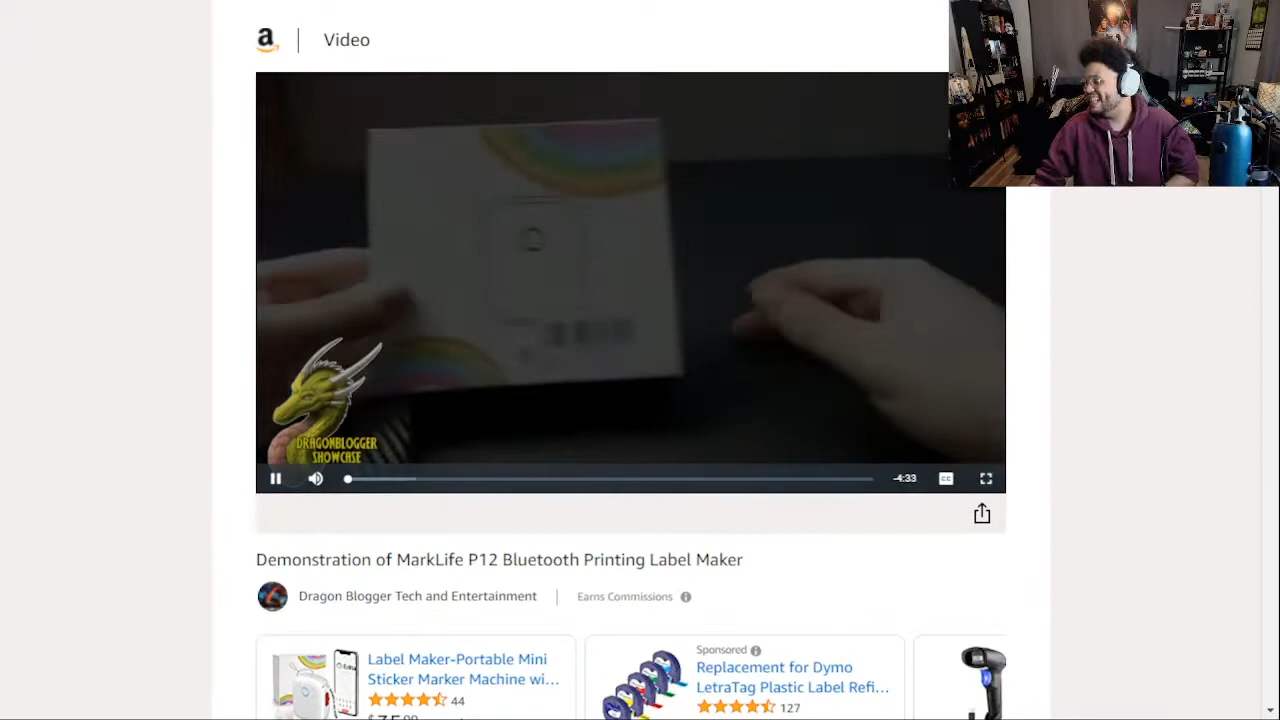 a
Video
DRAGONBLOGGER
SHOWCASE
-4:33
CC
Demonstration of MarkLife P12 Bluetooth Printing Label Maker
Dragon Blogger Tech and Entertainment
Earns Commissions
Label Maker-Portable Mini
Sticker Marker Machine wi...
44
Sponsored
Replacement for Dymo
LetraTag Plastic Label Refi...
127